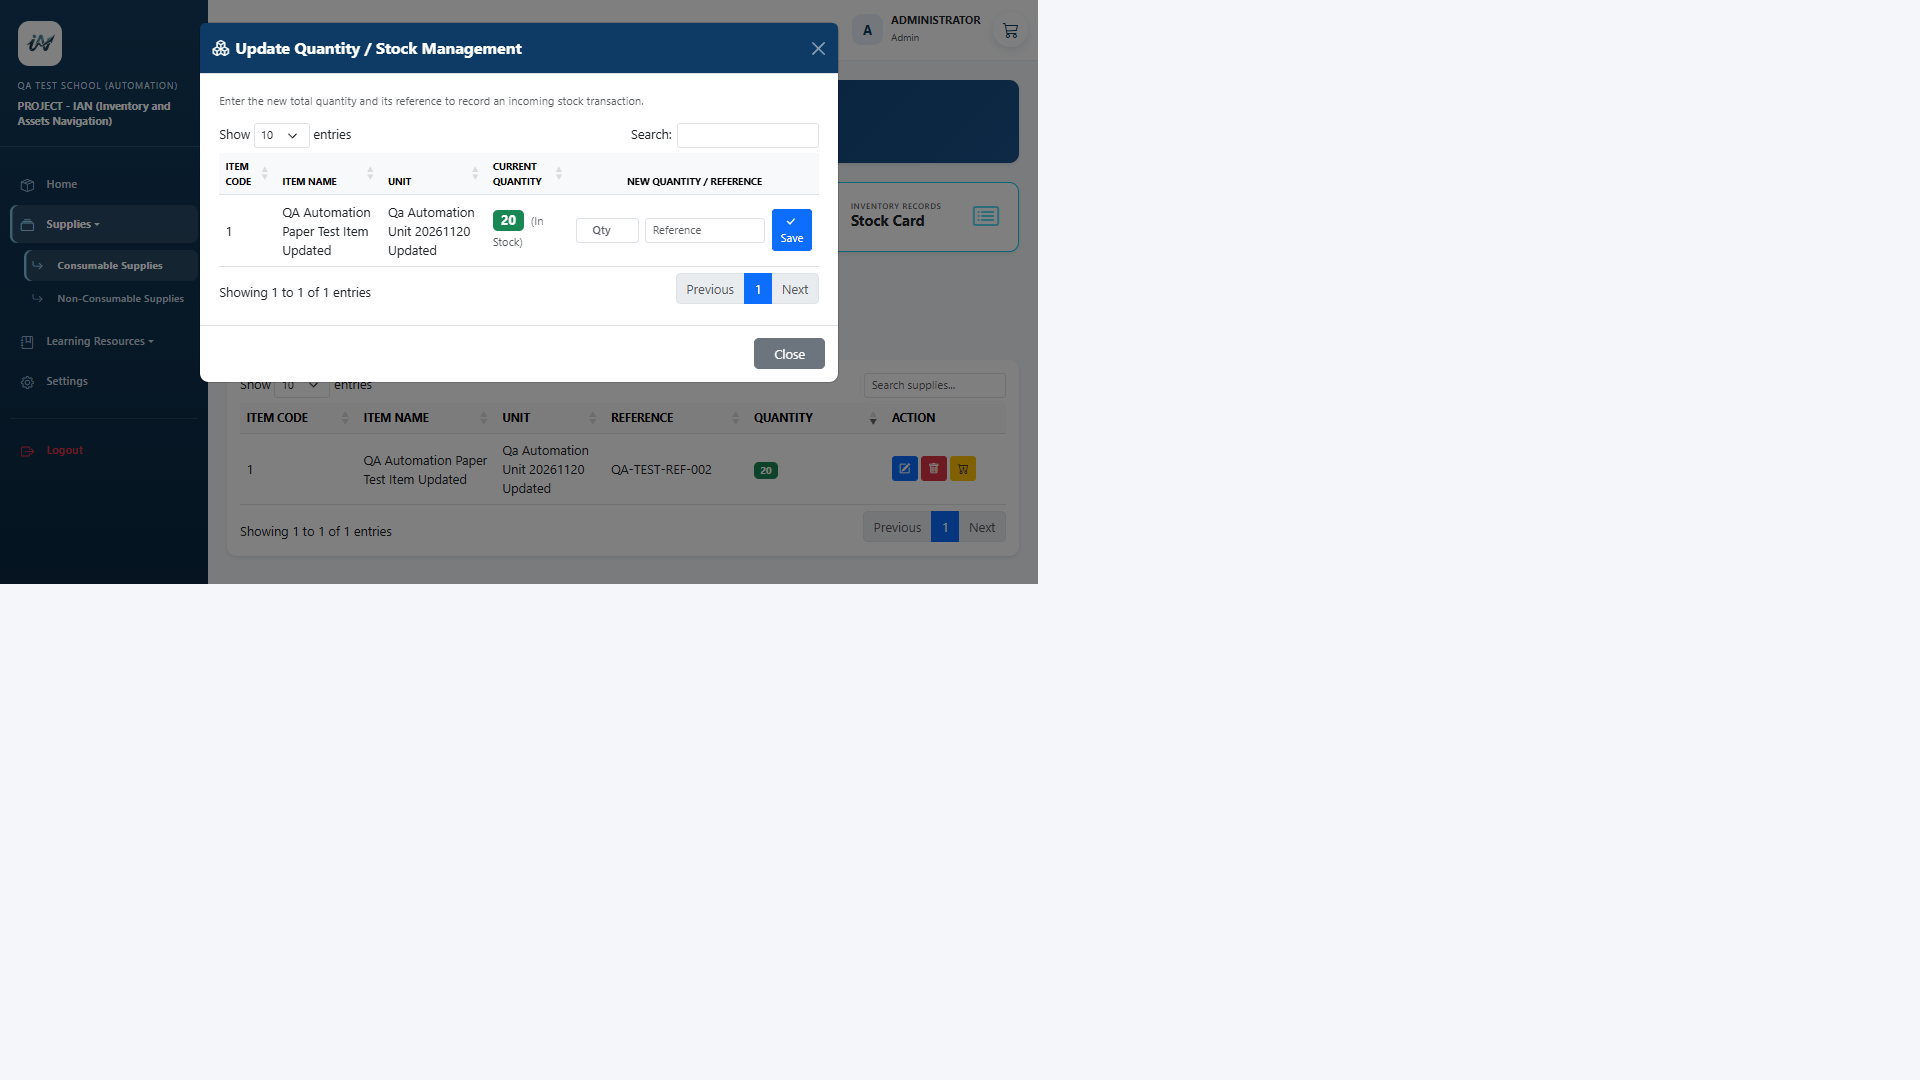 iAN
QA TEST SCHOOL (AUTOMATION)
PROJECT - IAN (Inventory and
Assets Navigation)
Home
Supplies
Consumable Supplies
Non-Consumable Supplies
Learning Resources
Settings
Logout
A
ADMINISTRATOR
Admin
Update Quantity / Stock Management
Enter the new total quantity and its reference to record an incoming stock transaction.
Show 10 entries
Search:
ITEM CODE
ITEM NAME
UNIT
CURRENT QUANTITY
NEW QUANTITY / REFERENCE
1
QA Automation
Paper Test Item
Updated
Qa Automation
Unit 20261120
Updated
20 (In
Stock)
Qty
Reference
Save
Showing 1 to 1 of 1 entries
Previous 1 Next
Close
INVENTORY RECORDS
Stock Card
Show 10 entries
Search supplies...
ITEM CODE
ITEM NAME
UNIT
REFERENCE
QUANTITY
ACTION
1
QA Automation Paper
Test Item Updated
Qa Automation
Unit 20261120
Updated
QA-TEST-REF-002
20
Showing 1 to 1 of 1 entries
Previous 1 Next